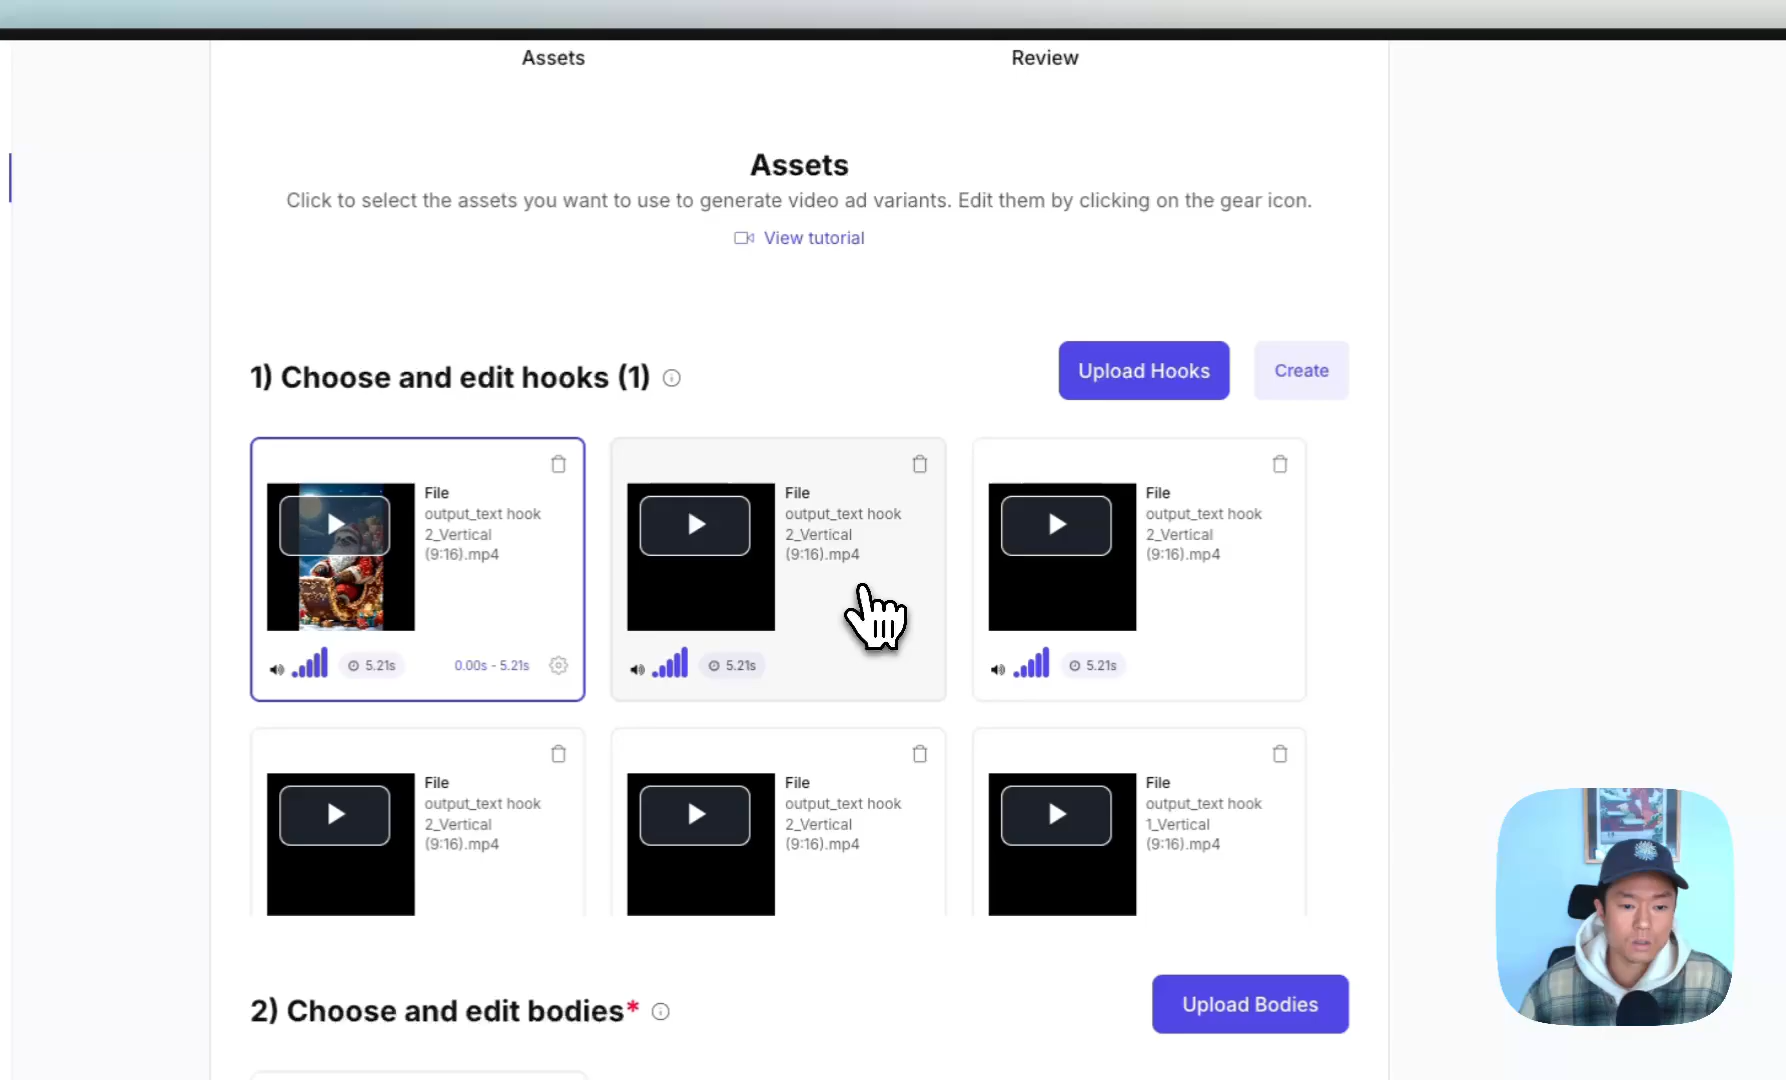 Assets
Review
Assets
Click to select the assets you want to use to generate video ad variants. Edit them by clicking on the gear icon.
View tutorial
1) Choose and edit hooks (1)
Upload Hooks
Create
File
output_text hook
2_Vertical
(9:16).mp4
5.21s
0.00s - 5.21s
File
output_text hook
2_Vertical
(9:16).mp4
5.21s
File
output_text hook
2_Vertical
(9:16).mp4
5.21s
File
output_text hook
2_Vertical
(9:16).mp4
File
output_text hook
2_Vertical
(9:16).mp4
File
output_text hook
1_Vertical
(9:16).mp4
2) Choose and edit bodies*
Upload Bodies